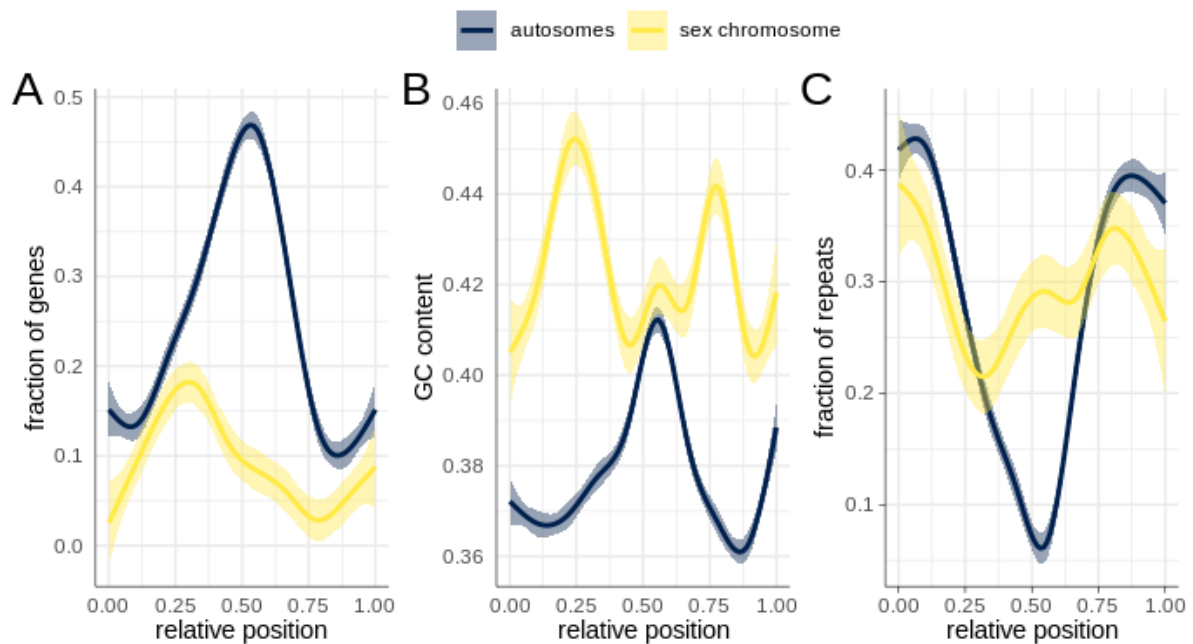 autosomes sex chromosome
A
fraction of genes
0.5
0.4
0.3
0.2
0.1
0.0
0.00 0.25 0.50 0.75 1.00
relative position
B
GC content
0.46
0.44
0.42
0.40
0.38
0.36
0.00 0.25 0.50 0.75 1.00
relative position
C
fraction of repeats
0.4
0.3
0.2
0.1
0.00 0.25 0.50 0.75 1.00
relative position